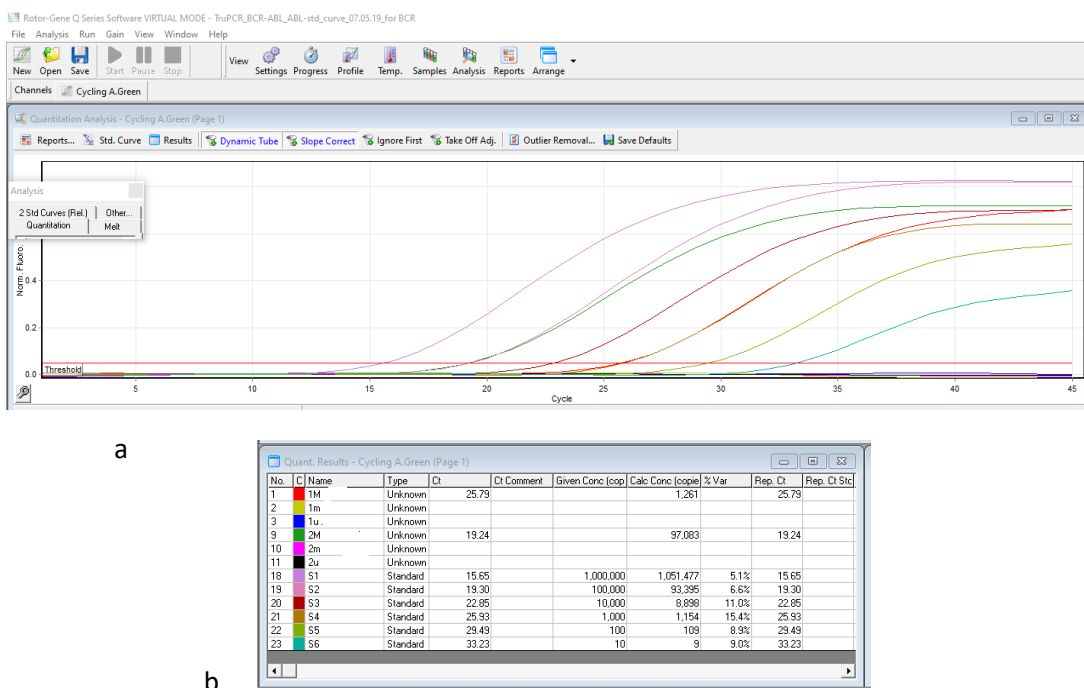 Rotor-Gene Q Series Software VIRTUAL MODE - TruPCR_BCR-ABL_ABL-std_curve_07.05.19_for BCR
File Analysis Run Gain View Window Help
New Open Save Start Pause Stop View Settings Progress Profile Temp. Samples Analysis Reports Arrange
Channels Cycling A.Green
Quantitation Analysis - Cycling A.Green (Page 1)
Reports... Std. Curve Results Dynamic Tube Slope Correct Ignore First Take Off Adj. Outlier Removal... Save Defaults
Analysis
2 Std Curves (Rel.) Other...
Quantitation Melt
Norm. Fluoro.
0.4
0.2
Threshold
0.0
5 10 15 20 25 30 35 40 45
Cycle
a
Quant. Results - Cycling A.Green (Page 1)
No. C Name Type Ct Ct Comment Given Conc (cop Calc Conc (copie % Var Rep. Ct Rep. Ct Stc
1 1M Unknown 25.79 1,261 25.79
2 1m Unknown
3 1u . Unknown
9 2M Unknown 19.24 97,083 19.24
10 2m Unknown
11 2u Unknown
18 S1 Standard 15.65 1,000,000 1,051,477 5.1% 15.65
19 S2 Standard 19.30 100,000 93,395 6.6% 19.30
20 S3 Standard 22.85 10,000 8,898 11.0% 22.85
21 S4 Standard 25.93 1,000 1,154 15.4% 25.93
22 S5 Standard 29.49 100 109 8.9% 29.49
23 S6 Standard 33.23 10 9 9.0% 33.23
b